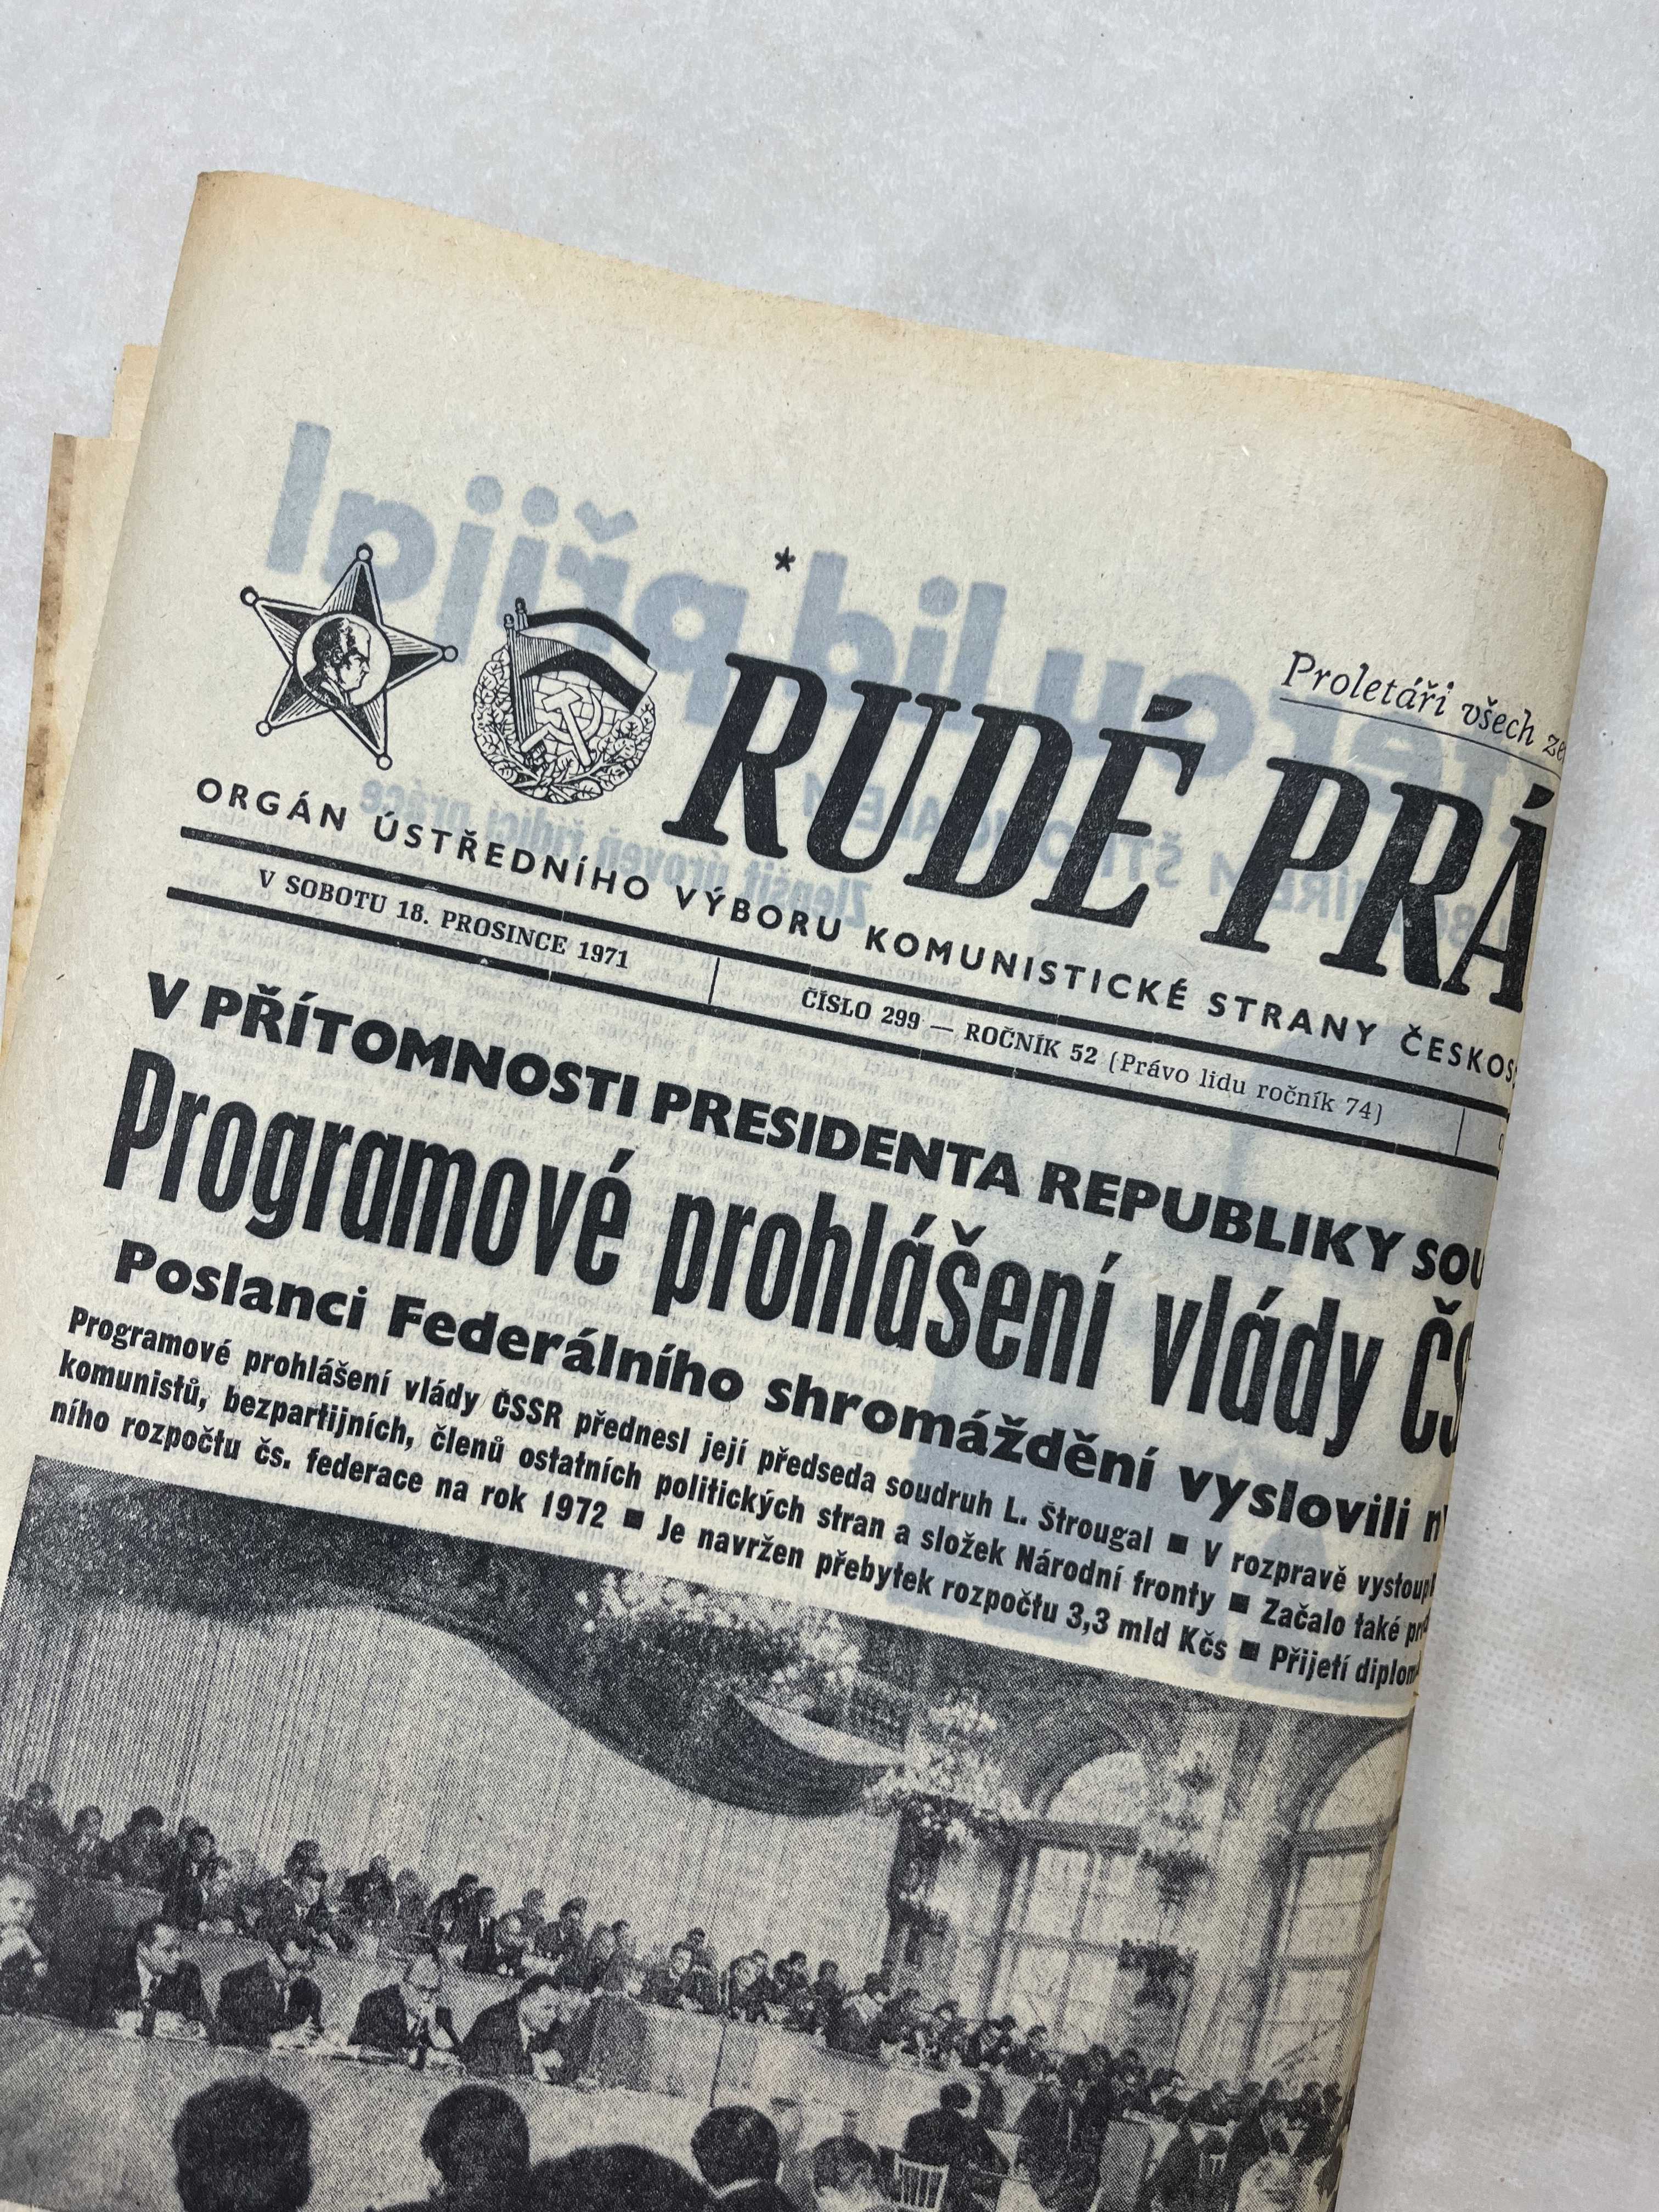 *
Proletáři všech
RUDÉ PRÁ
ORGÁN ÚSTŘEDNÍHO VÝBORU KOMUNISTICKÉ STRANY ČESKOS
V SOBOTU 18. PROSINCE 1971
ČÍSLO 299 — ROČNÍK 52 (Právo lidu ročník 74)
V PŘÍTOMNOSTI PRESIDENTA REPUBLIKY SOU
Programové prohlášení vlády ČS
Poslanci Federálního shromáždění vyslovili
Programové prohlášení vlády ČSSR přednesl její předseda soudruh L. Štrougal ■ V rozpravě vystoup
komunistů, bezpartijních, členů ostatních politických stran a složek Národní fronty ■ Začalo také pr
ního rozpočtu čs. federace na rok 1972 ■ Je navržen přebytek rozpočtu 3,3 mld Kčs ■ Přijetí diplom